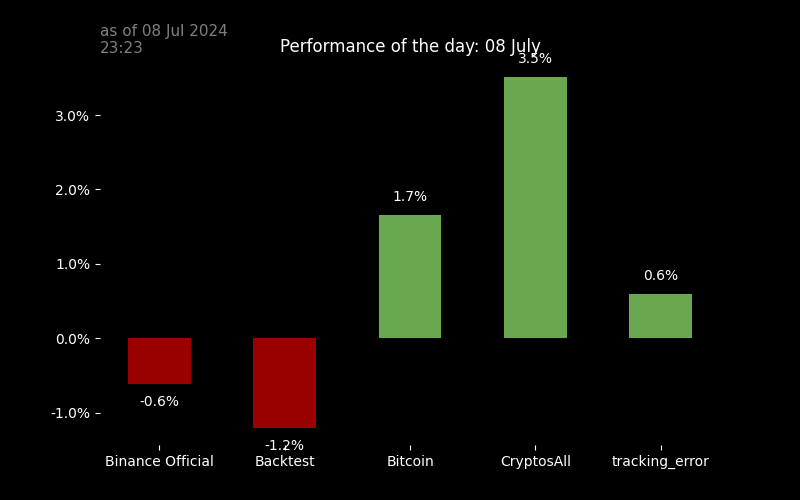 as of 08 Jul 2024
23:23
Performance of the day: 08 July
3.5%
3.0%
2.0%
1.7%
1.0%
0.6%
0.0%
-0.6%
-1.0%
-1.2%
Binance Official
Backtest
Bitcoin
CryptosAll
tracking_error